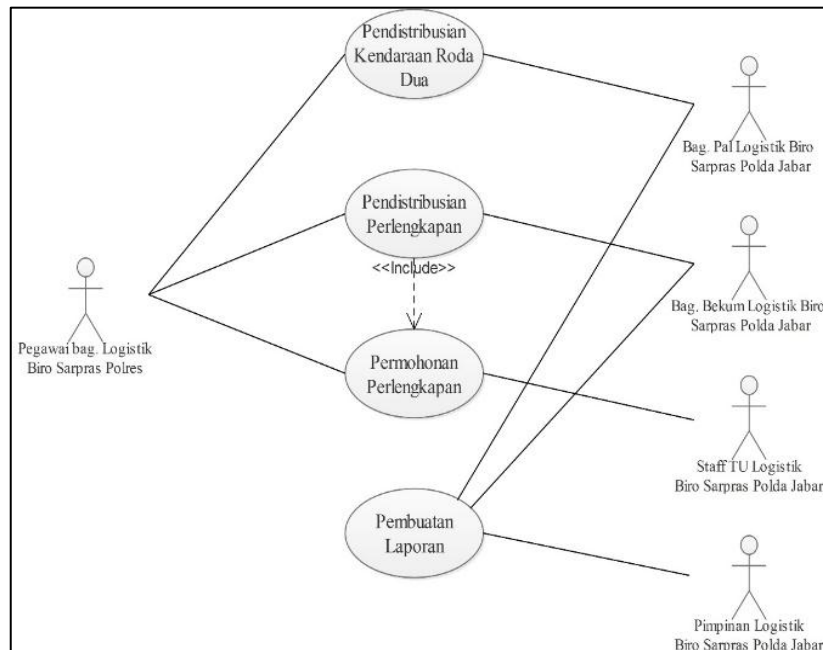 Pendistribusian
Kendaraan Roda
Dua
Bag. Pal Logistik Biro
Sarpras Polda Jabar
Pendistribusian
Perlengkapan
<<Include>>
Bag. Bekum Logistik Biro
Sarpras Polda Jabar
Pegawai bag. Logistik
Biro Sarpras Polres
Permohonan
Perlengkapan
Staff TU Logistik
Biro Sarpras Polda Jabar
Pembuatan
Laporan
Pimpinan Logistik
Biro Sarpras Polda Jabar